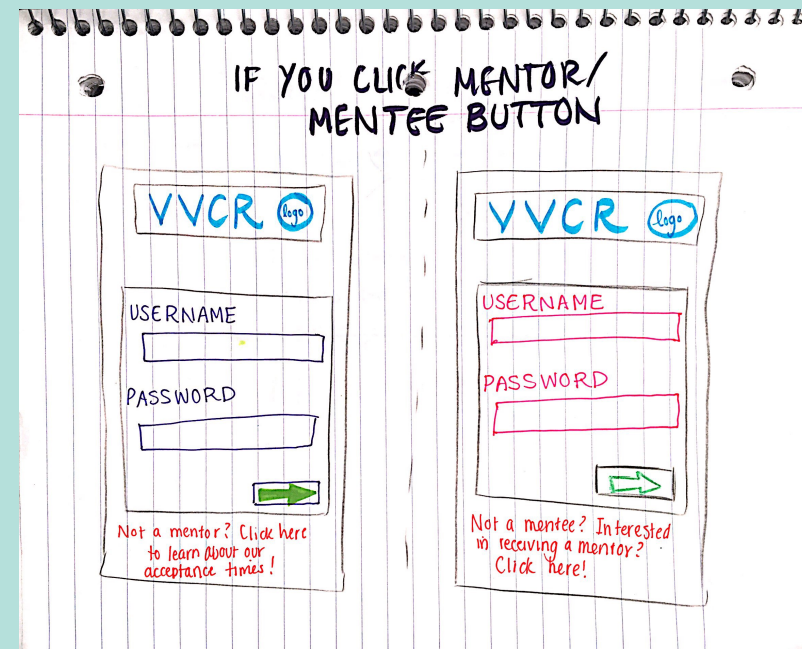 IF YOU CLICK MENTOR/
MENTEE BUTTON
VVCR logo
USERNAME
PASSWORD
Not a mentor? Click here
to learn about our
acceptance times!
VVCR logo
USERNAME
PASSWORD
Not a mentee? Interested
in receiving a mentor?
Click here!